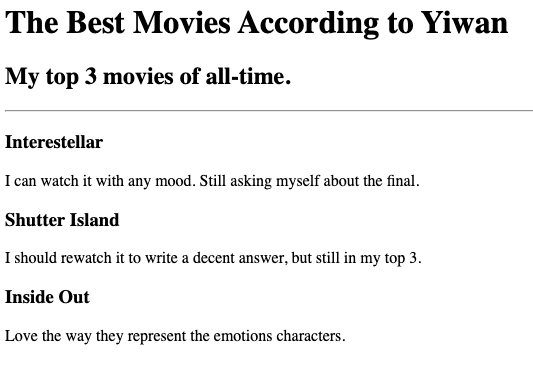 The Best Movies According to Yiwan
My top 3 movies of all-time.
Interestellar
I can watch it with any mood. Still asking myself about the final.
Shutter Island
I should rewatch it to write a decent answer, but still in my top 3.
Inside Out
Love the way they represent the emotions characters.